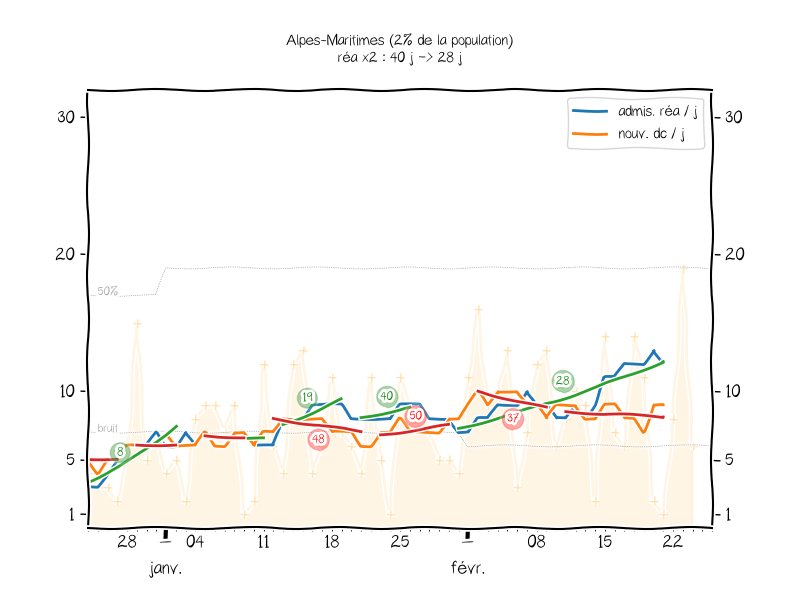 Alpes-Maritimes (2% de la population)
réa x2 : 40 j -> 28 j
admis. réa / j
nouv. dc / j
30 30
20 20
50%
10 10
28
19 40
50 37
bruit
8 48
5 5
1 1
28 04 11 18 25 08 15 22
janv. févr.